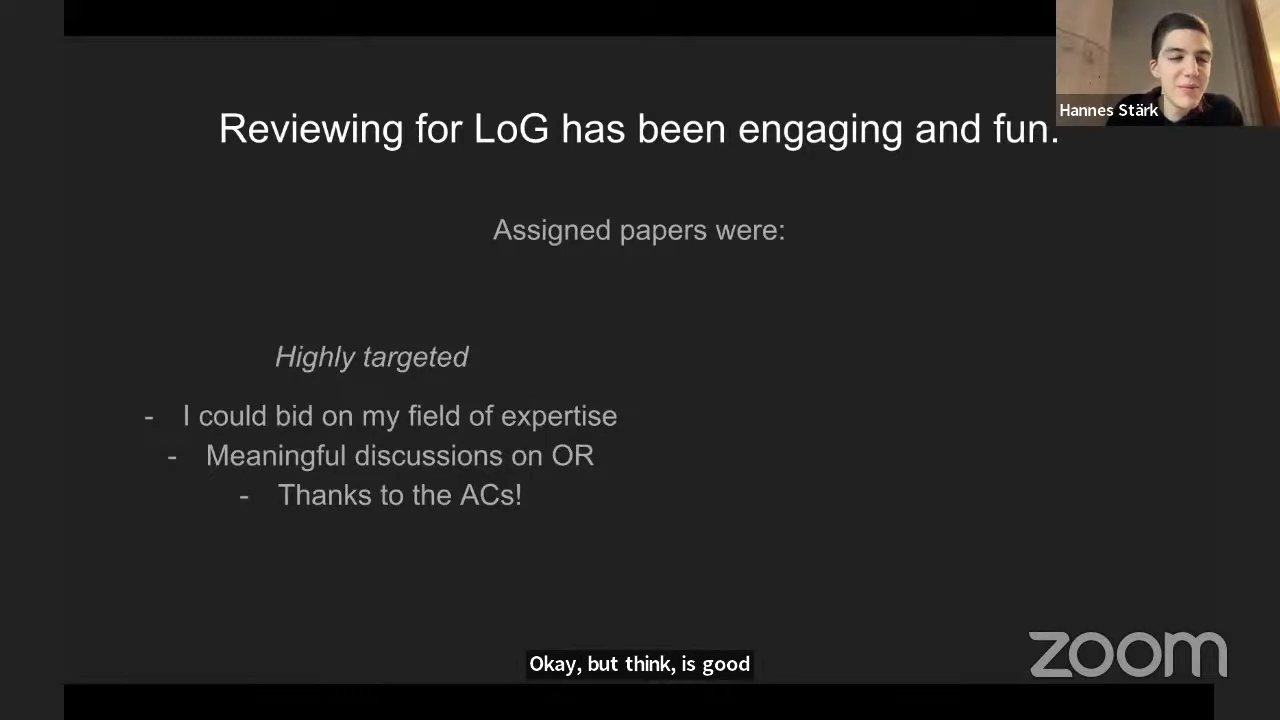 Hannes Stärk
Reviewing for LoG has been engaging and fun.
Assigned papers were:
Highly targeted
- I could bid on my field of expertise
- Meaningful discussions on OR
- Thanks to the ACs!
Okay, but think, is good
zoom